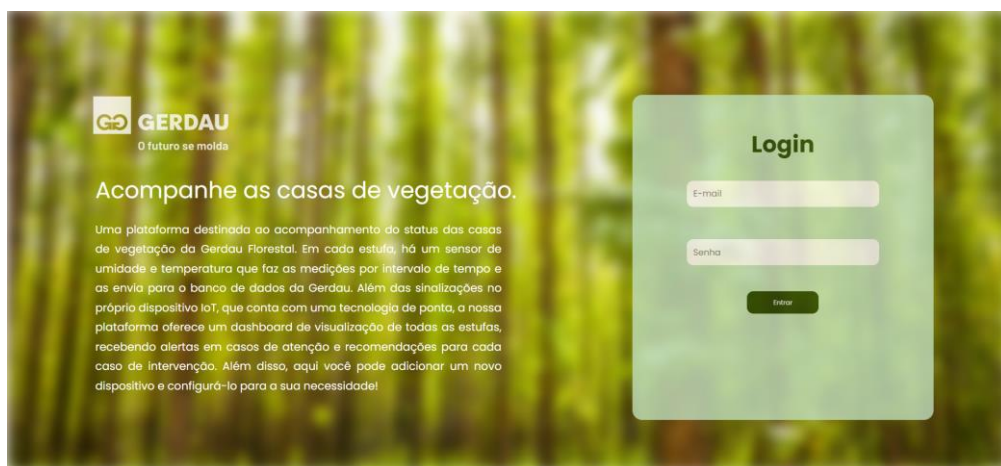 GERDAU
O futuro se molda
Acompanhe as casas de vegetação.
Uma plataforma destinada ao acompanhamento do status das casas
de vegetação da Gerdau Florestal. Em cada estufa, há um sensor de
umidade e temperatura que faz as medições por intervalo de tempo e
as envia para o banco de dados da Gerdau. Além das sinalizações no
próprio dispositivo IoT, que conta com uma tecnologia de ponta, a nossa
plataforma oferece um dashboard de visualização de todas as estufas,
recebendo alertas em casos de atenção e recomendações para cada
caso de intervenção. Além disso, aqui você pode adicionar um novo
dispositivo e configurá-lo para a sua necessidade!
Login
E-mail
Senha
Entrar